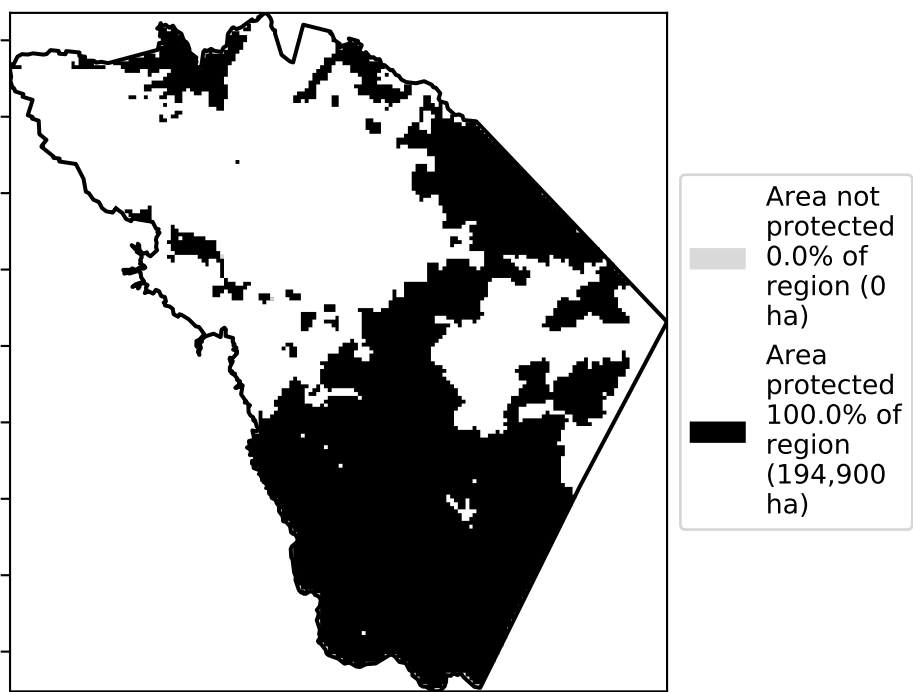 Area not
protected
0.0% of
region (0
ha)
Area
protected
100.0% of
region
(194,900
ha)